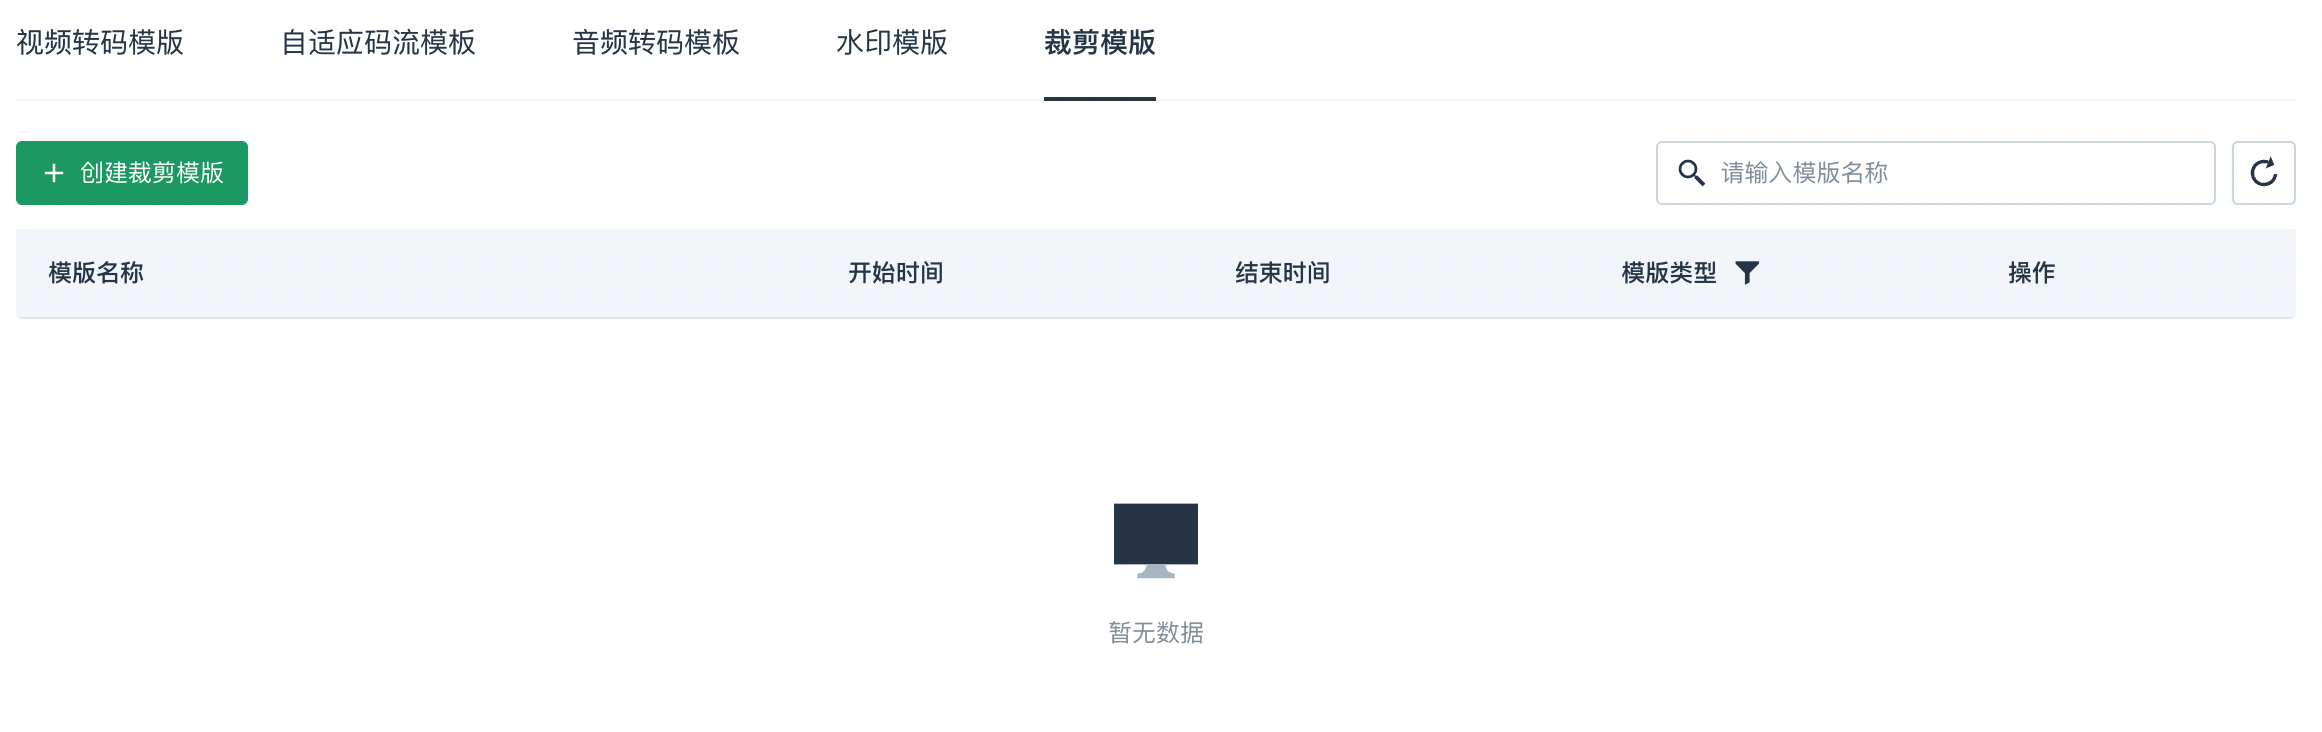 视频转码模版 自适应码流模板 音频转码模板 水印模版 裁剪模版
创建裁剪模版 请输入模版名称
模版名称 开始时间 结束时间 模版类型 操作
暂无数据